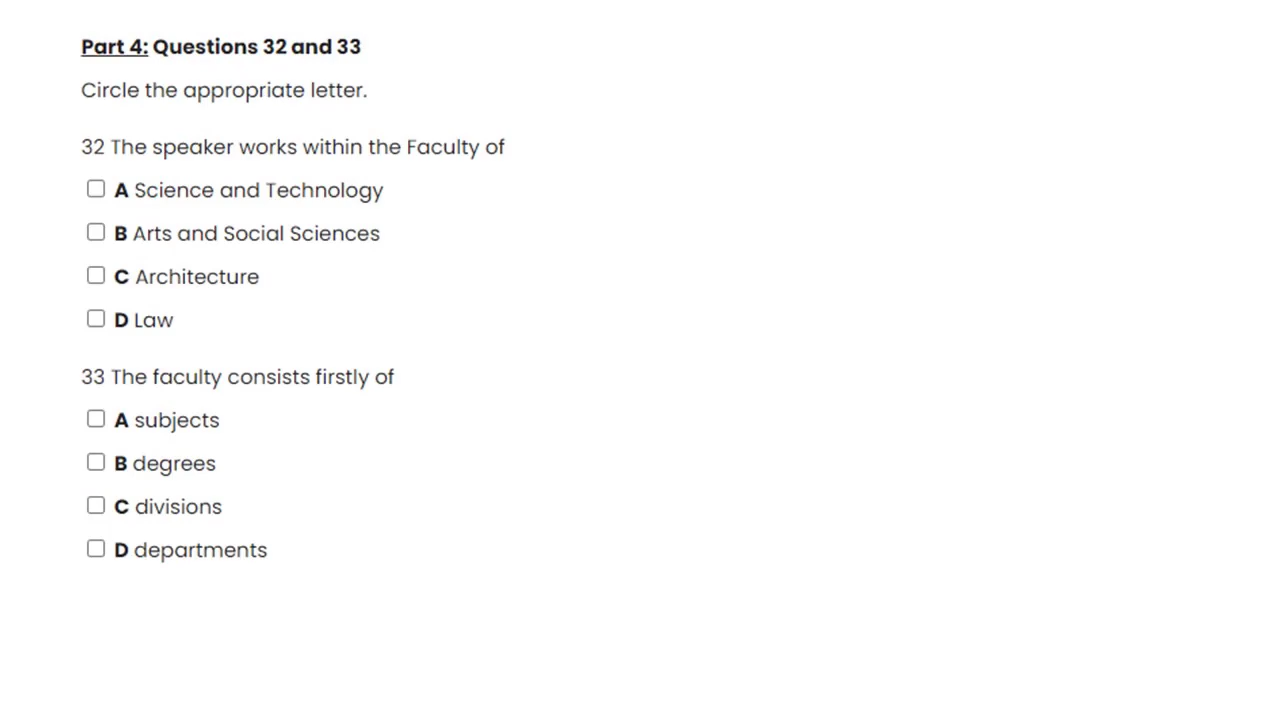 Part 4: Questions 32 and 33
Circle the appropriate letter.
32 The speaker works within the Faculty of
A Science and Technology
B Arts and Social Sciences
C Architecture
D Law
33 The faculty consists firstly of
A subjects
B degrees
C divisions
D departments